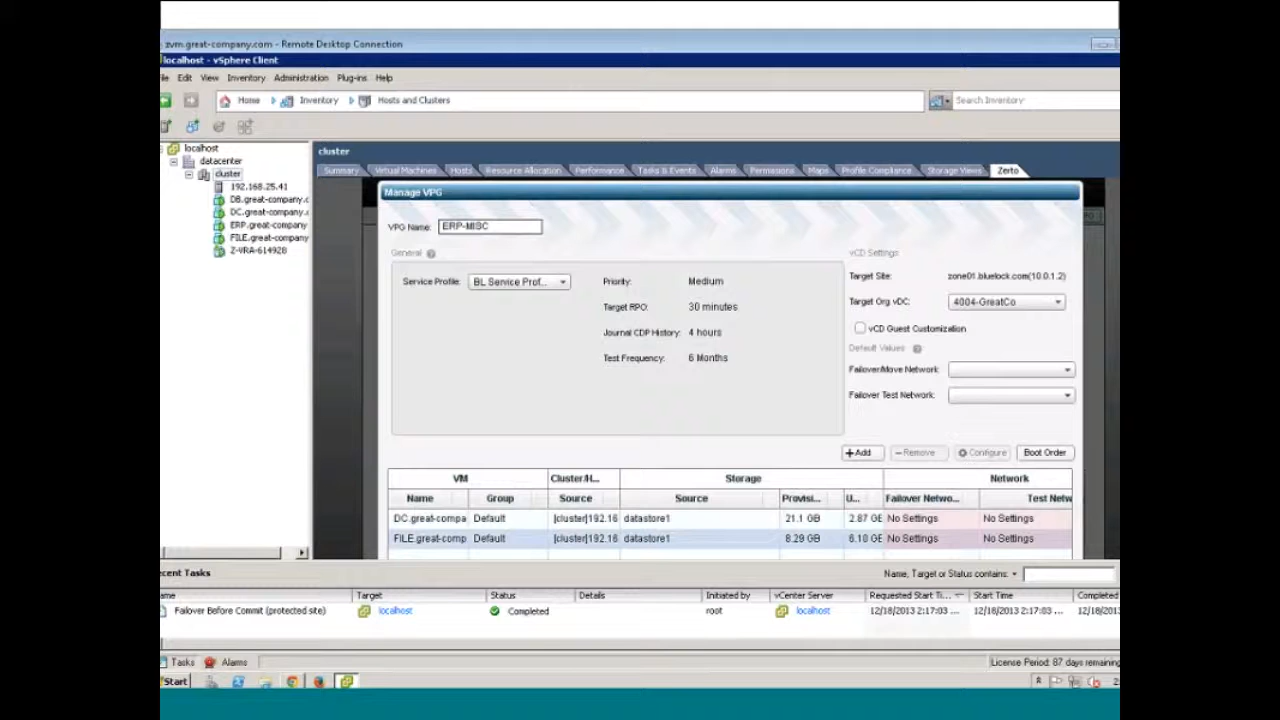 zvm.great-company.com - Remote Desktop Connection
localhost - vSphere Client
Edit View Inventory Administration Plug-ins Help
Home Inventory Hosts and Clusters Search Inventory
localhost
datacenter
cluster
192.168.25.41
DB.great-company.c
DC.great-company.
ERP.great-company
FILE.great-company
Z-VRA-614928
cluster
Summary Virtual Machines Hosts Resource Allocation Performance Tasks & Events Alarms Permissions Maps Profile Compliance Storage Views Zerto
Manage VPG
VPG Name: ERP-MISC
General
Service Profile: BL Service Prof...
Priority: Medium
Target RPO: 30 minutes
Journal CDP History: 4 hours
Test Frequency: 6 Months
vCD Settings
Target Site: zone01.bluelock.com(10.0.1.2)
Target Org vDC: 4004-GreatCo
vCD Guest Customization
Default Values
Failover/Move Network:
Failover Test Network:
+Add −Remove Configure Boot Order
VM Cluster/H... Storage Network
Name Group Source Source Provisi... U... Failover Netwo... Test Netw
DC.great-compa Default |cluster|192.16 datastore1 21.1 GB 2.87 GE No Settings No Settings
FILE.great-comp Default |cluster|192.16 datastore1 8.29 GB 6.10 GE No Settings No Settings
ecent Tasks Name, Target or Status contains:
ame Target Status Details Initiated by vCenter Server Requested Start Ti... Start Time Completed
Failover Before Commit (protected site) localhost Completed root localhost 12/18/2013 2:17:03 ... 12/18/2013 2:17:03 ... 12/18/201
Tasks Alarms License Period: 87 days remaining
Start 2